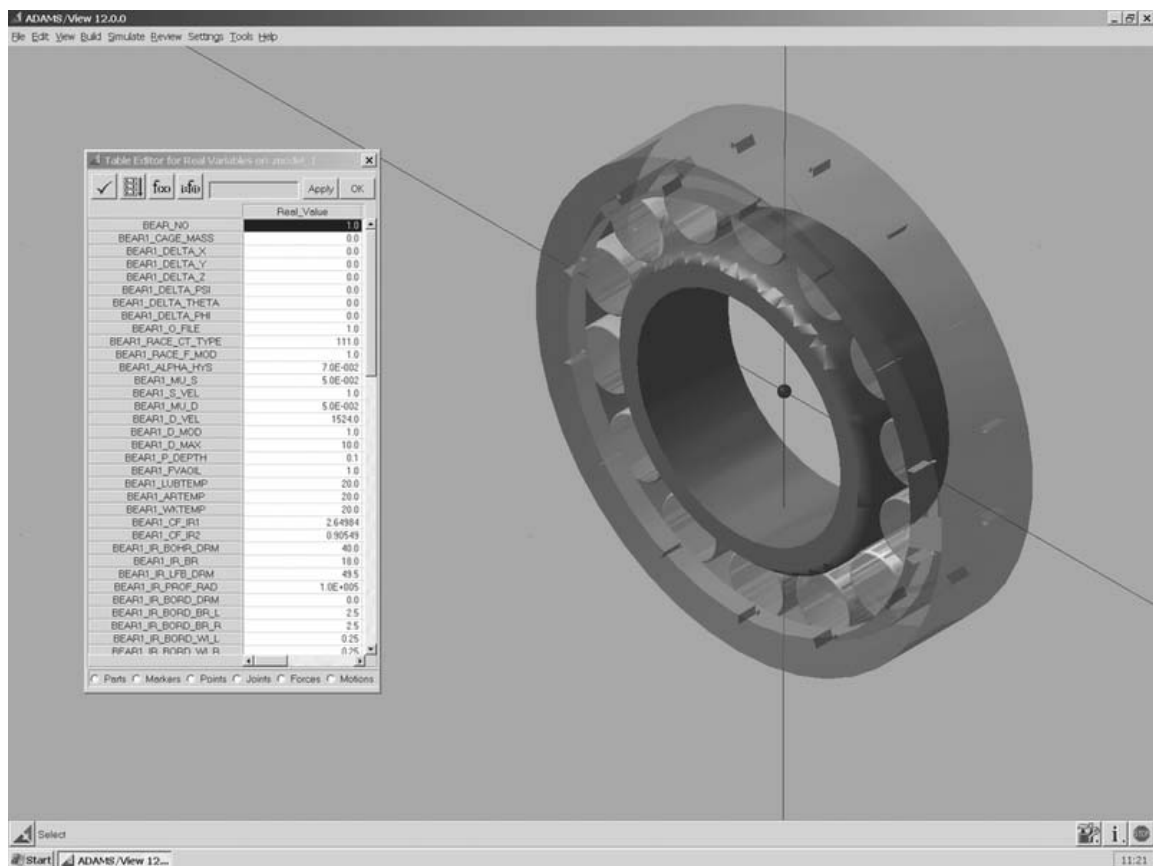 ADAMS/View 12.0.0
File Edit View Build Simulate Review Settings Tools Help
Table Editor for Real Variables on .model_1
f(x) Apply OK
Real_Value
BEAR_NO 1.0
BEAR1_CAGE_MASS 0.0
BEAR1_DELTA_X 0.0
BEAR1_DELTA_Y 0.0
BEAR1_DELTA_Z 0.0
BEAR1_DELTA_PSI 0.0
BEAR1_DELTA_THETA 0.0
BEAR1_DELTA_PHI 0.0
BEAR1_O_FILE 1.0
BEAR1_RACE_CT_TYPE 111.0
BEAR1_RACE_F_MOD 1.0
BEAR1_ALPHA_HYS 7.0E-002
BEAR1_MU_S 5.0E-002
BEAR1_S_VEL 1.0
BEAR1_MU_D 5.0E-002
BEAR1_D_VEL 1524.0
BEAR1_D_MOD 1.0
BEAR1_D_MAX 10.0
BEAR1_P_DEPTH 0.1
BEAR1_FVAOIL 1.0
BEAR1_LUBTEMP 20.0
BEAR1_ARTEMP 20.0
BEAR1_WKTEMP 20.0
BEAR1_CF_IR1 2.64984
BEAR1_CF_IR2 0.90549
BEAR1_IR_BOHR_DRM 40.0
BEAR1_IR_BR 18.0
BEAR1_IR_LFB_DRM 49.5
BEAR1_IR_PROF_RAD 1.0E+005
BEAR1_IR_BORD_DRM 0.0
BEAR1_IR_BORD_BR_L 2.5
BEAR1_IR_BORD_BR_R 2.5
BEAR1_IR_BORD_WI_L 0.25
BEAR1_IR_BORD_WI_R 0.25
Parts Markers Points Joints Forces Motions
Select
i
Start ADAMS/View 12... 11:21